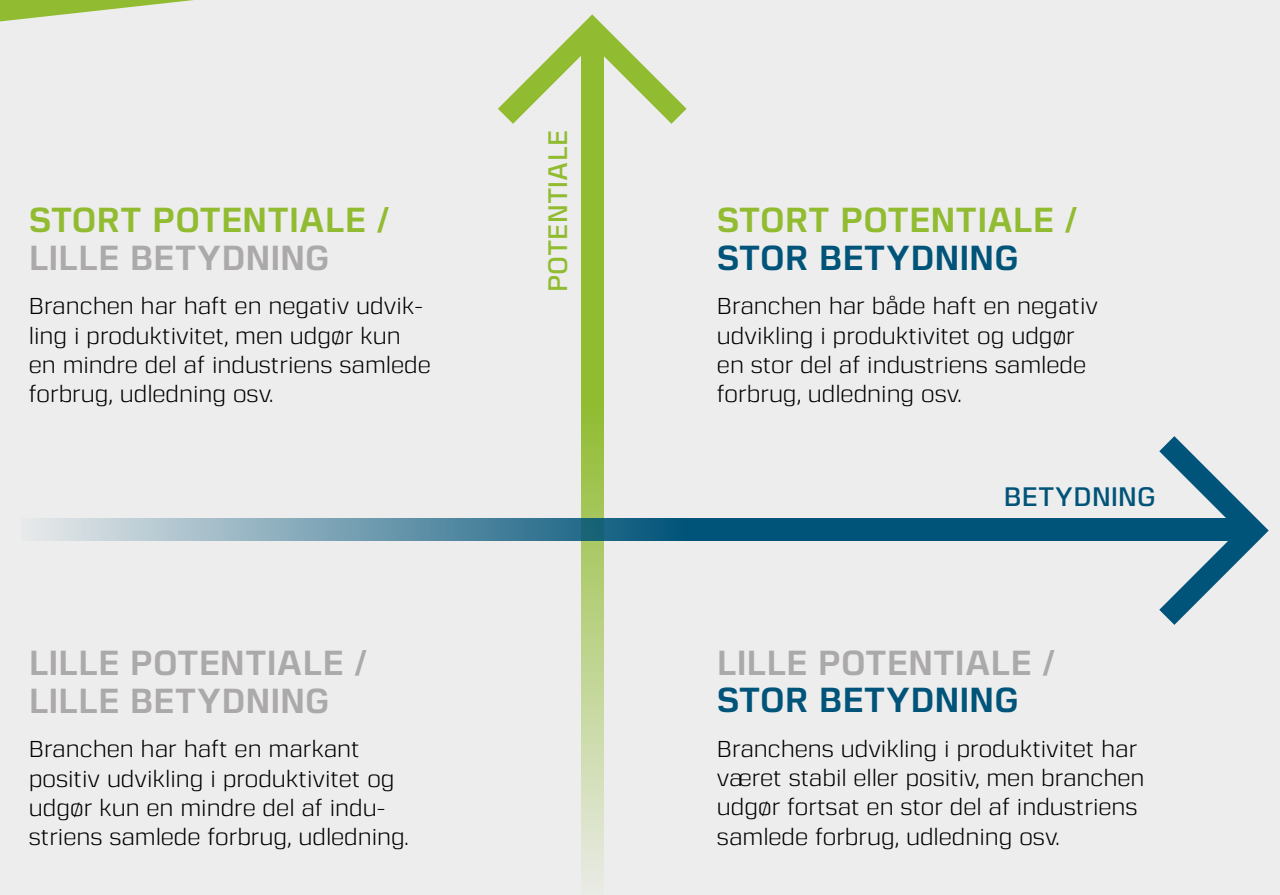 POTENTIALE
STORT POTENTIALE /
LILLE BETYDNING
Branchen har haft en negativ udvik-
ling i produktivitet, men udgør kun
en mindre del af industriens samlede
forbrug, udledning osv.
STORT POTENTIALE /
STOR BETYDNING
Branchen har både haft en negativ
udvikling i produktivitet og udgør
en stor del af industriens samlede
forbrug, udledning osv.
BETYDNING
LILLE POTENTIALE /
LILLE BETYDNING
Branchen har haft en markant
positiv udvikling i produktivitet og
udgør kun en mindre del af indu-
striens samlede forbrug, udledning.
LILLE POTENTIALE /
STOR BETYDNING
Branchens udvikling i produktivitet har
været stabil eller positiv, men branchen
udgør fortsat en stor del af industriens
samlede forbrug, udledning osv.